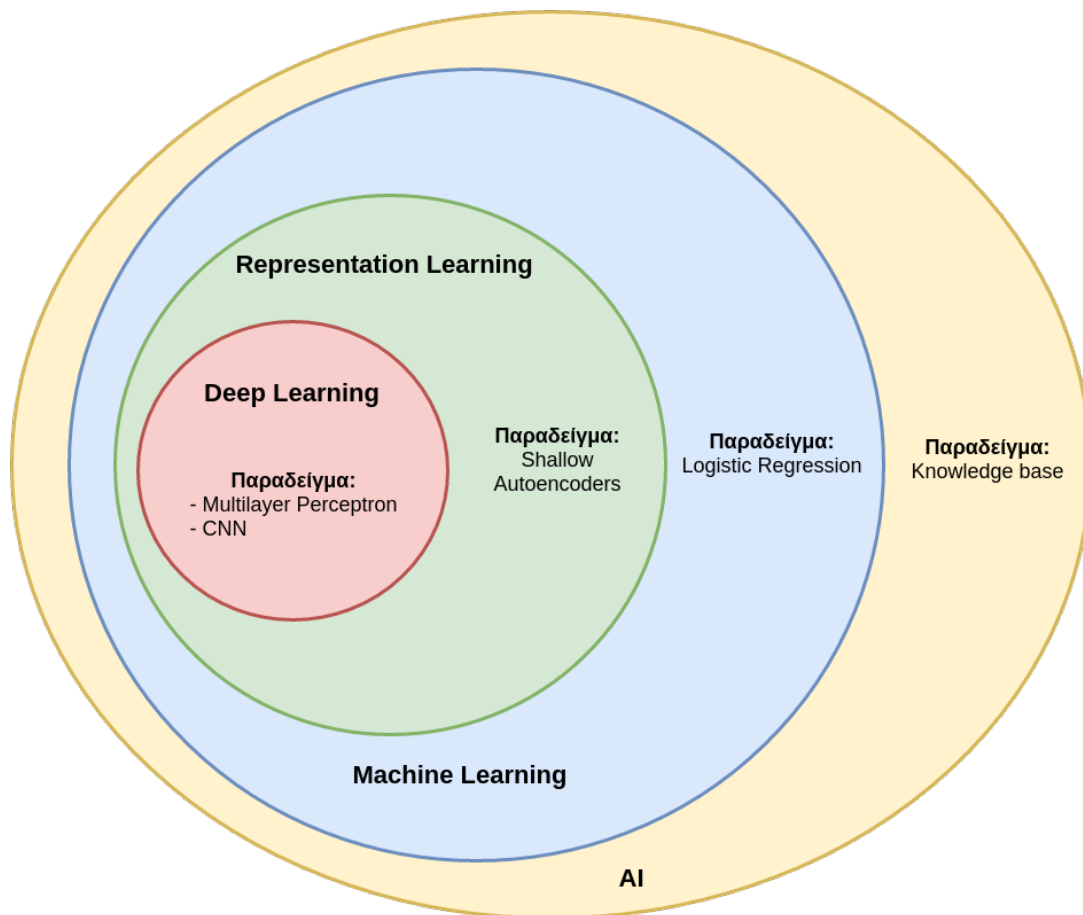 Representation Learning
Deep Learning
Παραδείγμα:
- Multilayer Perceptron
- CNN
Παραδείγμα:
Shallow
Autoencoders
Παραδείγμα:
Logistic Regression
Παραδείγμα:
Knowledge base
Machine Learning
AI